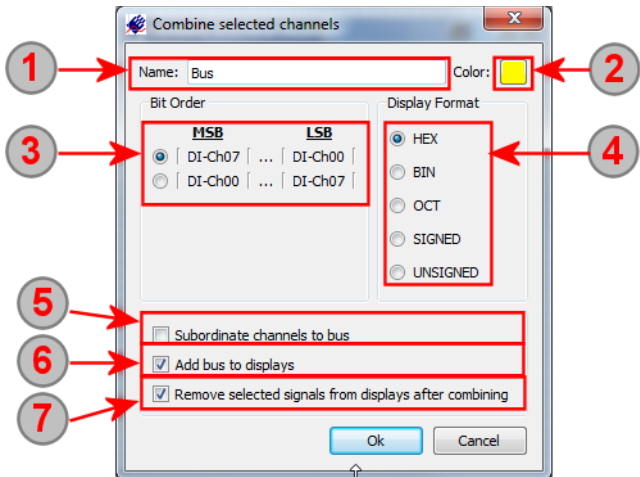 Combine selected channels
1
Name: Bus Color:
2
Bit Order
Display Format
3
MSB LSB
DI-Ch07 ... DI-Ch00
DI-Ch00 ... DI-Ch07
HEX
BIN
OCT
SIGNED
UNSIGNED
4
5
Subordinate channels to bus
6
Add bus to displays
7
Remove selected signals from displays after combining
Ok Cancel